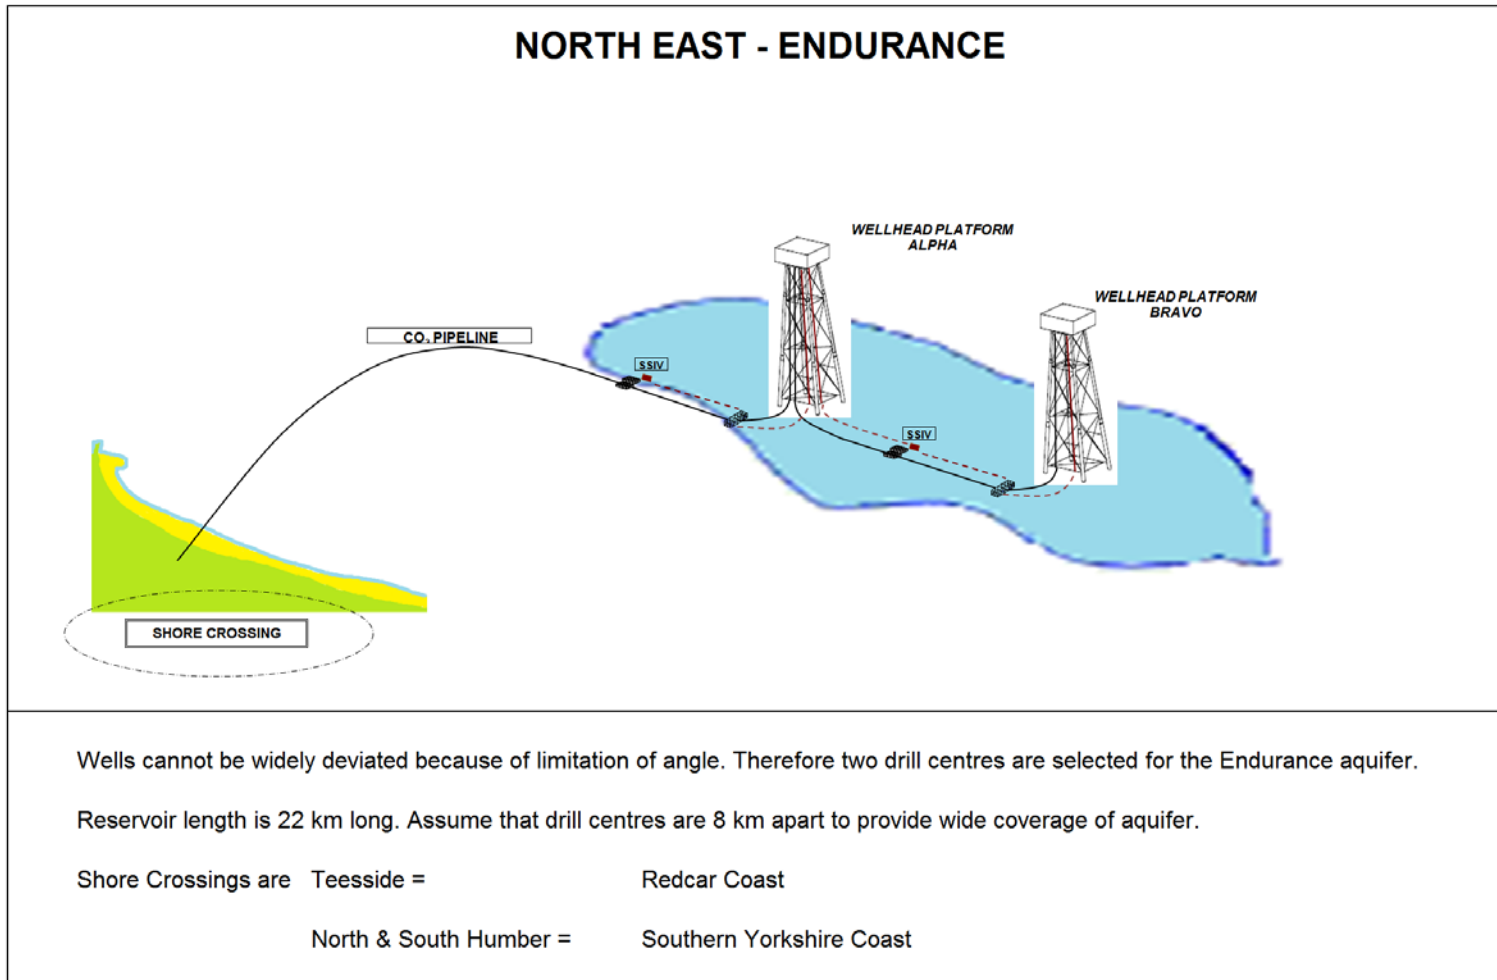 NORTH EAST - ENDURANCE
WELLHEAD PLATFORM
ALPHA
WELLHEAD PLATFORM
BRAVO
CO₂ PIPELINE
SSIV
SSIV
SHORE CROSSING
Wells cannot be widely deviated because of limitation of angle. Therefore two drill centres are selected for the Endurance aquifer.
Reservoir length is 22 km long. Assume that drill centres are 8 km apart to provide wide coverage of aquifer.
Shore Crossings are Teesside = Redcar Coast
North & South Humber = Southern Yorkshire Coast